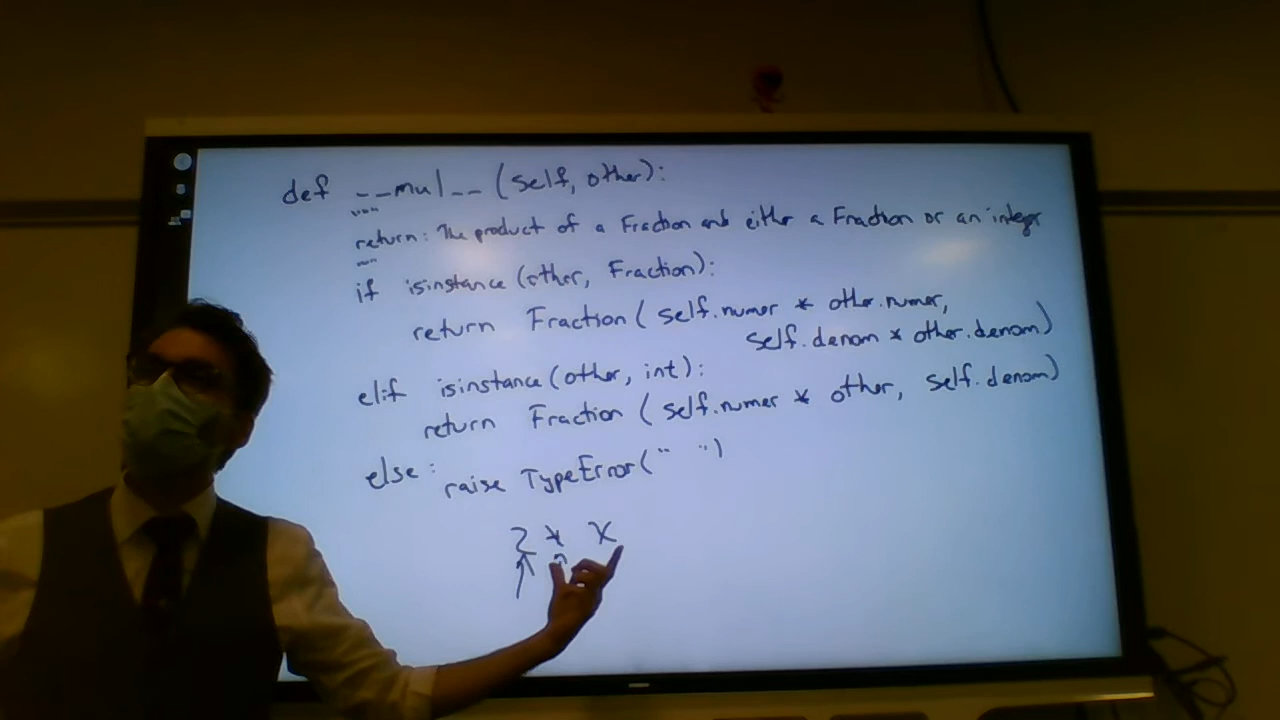 def __mul__(self, other):
"""
return: The product of a Fraction and either a Fraction or an integer
"""
if isinstance(other, Fraction):
return Fraction(self.numer * other.numer,
self.denom * other.denom)
elif isinstance(other, int):
return Fraction(self.numer * other, self.denom)
else:
raise TypeError(" ")
2 * x